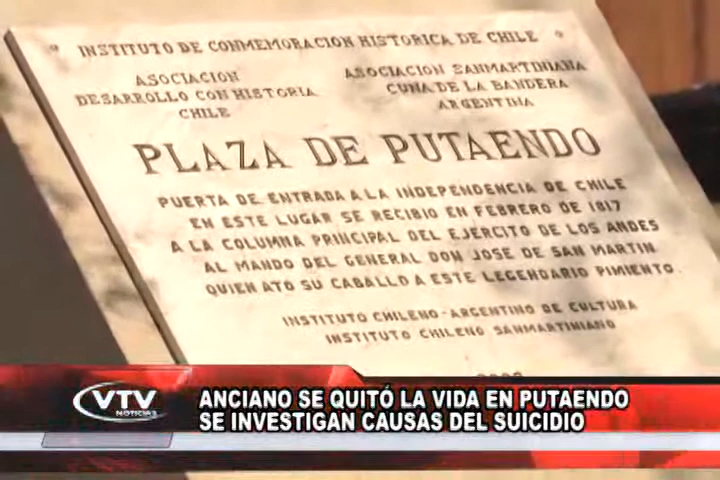 INSTITUTO DE CONMEMORACION HISTORICA DE CHILE
ASOCIACION
DESARROLLO CON HISTORIA
CHILE
ASOCIACION SANMARTINIANA
CUNA DE LA BANDERA
ARGENTINA
PLAZA DE PUTAENDO
PUERTA DE ENTRADA A LA INDEPENDENCIA DE CHILE
EN ESTE LUGAR SE RECIBIO EN FEBRERO DE 1817
A LA COLUMNA PRINCIPAL DEL EJERCITO DE LOS ANDES
AL MANDO DEL GENERAL DON JOSE DE SAN MARTIN
QUIEN ATO SU CABALLO A ESTE LEGENDARIO PIMIENTO
INSTITUTO CHILENO-ARGENTINO DE CULTURA
INSTITUTO CHILENO SANMARTINIANO
VTV
NOTICIAS
ANCIANO SE QUITÓ LA VIDA EN PUTAENDO
SE INVESTIGAN CAUSAS DEL SUICIDIO